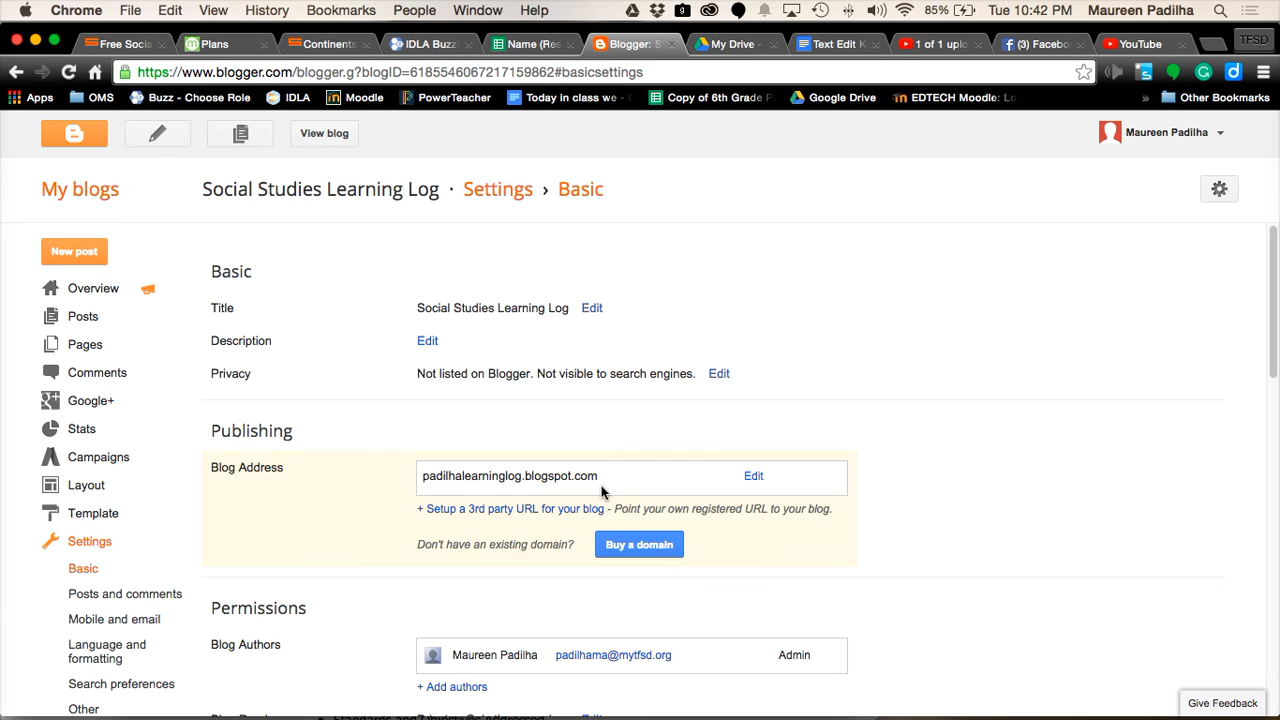 Chrome File Edit View History Bookmarks People Window Help 9 85% Tue 10:42 PM Maureen Padilha
Free Socia Plans Continents IDLA Buzz Name (Res Blogger: S My Drive - Text Edit K 1 of 1 uplo (3) Facebo YouTube TFSD
https://www.blogger.com/blogger.g?blogID=6185546067217159862#basicsettings
Apps OMS Buzz - Choose Role IDLA Moodle PowerTeacher Today in class we - Copy of 6th Grade P Google Drive EDTECH Moodle: Lo » Other Bookmarks
View blog Maureen Padilha
My blogs Social Studies Learning Log · Settings › Basic
New post
Basic
Overview
Title Social Studies Learning Log Edit
Posts
Description Edit
Pages
Comments
Privacy Not listed on Blogger. Not visible to search engines. Edit
Google+
Stats
Publishing
Campaigns
Blog Address padilhalearninglog.blogspot.com Edit
Layout
+ Setup a 3rd party URL for your blog - Point your own registered URL to your blog.
Template
Don't have an existing domain? Buy a domain
Settings
Basic
Posts and comments
Permissions
Mobile and email
Language and formatting
Blog Authors Maureen Padilha padilhama@mytfsd.org Admin
Search preferences
+ Add authors
Other
Give Feedback